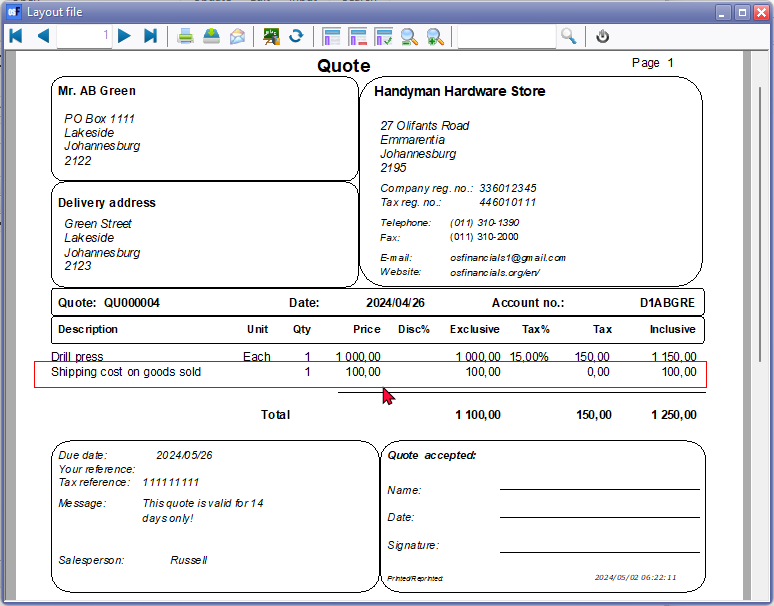 Layout file
1
Quote
Page 1
Mr. AB Green
PO Box 1111
Lakeside
Johannesburg
2122
Handyman Hardware Store
27 Olifants Road
Emmarentia
Johannesburg
2195
Company reg. no.: 336012345
Tax reg. no.: 446010111
Telephone: (011) 310-1390
Fax: (011) 310-2000
E-mail: osfinancials1@gmail.com
Website: osfinancials.org/en/
Delivery address
Green Street
Lakeside
Johannesburg
2123
Quote: QU000004 Date: 2024/04/26 Account no.: D1ABGRE
Description Unit Qty Price Disc% Exclusive Tax% Tax Inclusive
Drill press Each 1 1 000,00 1 000,00 15,00% 150,00 1 150,00
Shipping cost on goods sold 1 100,00 100,00 0,00 100,00
Total 1 100,00 150,00 1 250,00
Due date: 2024/05/26
Your reference:
Tax reference: 111111111
Message: This quote is valid for 14
days only!
Salesperson: Russell
Quote accepted:
Name:
Date:
Signature:
Printed/Reprinted: 2024/05/02 06:22:11